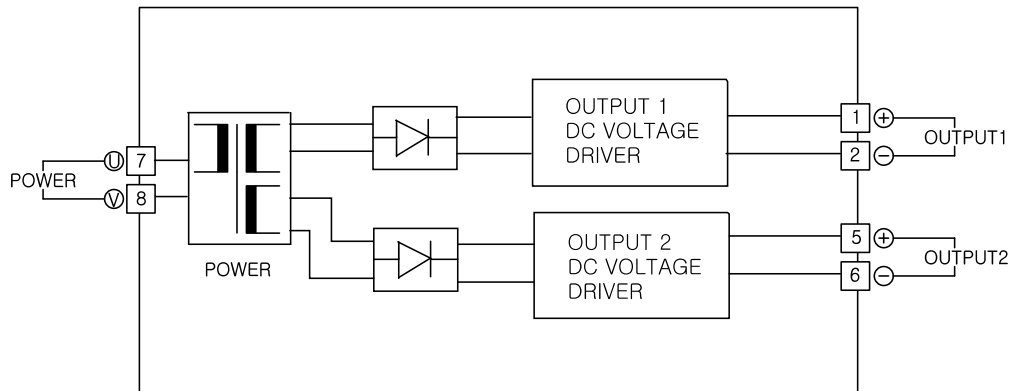 POWER
U
7
V
8
POWER
OUTPUT 1
DC VOLTAGE
DRIVER
1
+
2
−
OUTPUT1
OUTPUT 2
DC VOLTAGE
DRIVER
5
+
6
−
OUTPUT2